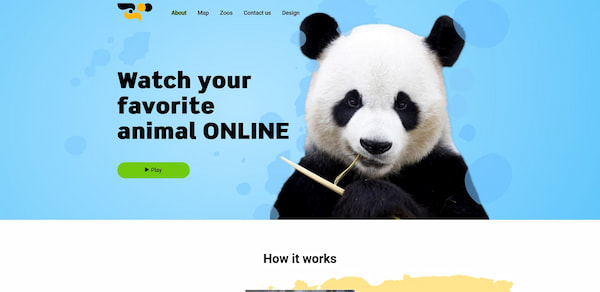 About Map Zoos Contact us Design
Watch your
favorite
animal ONLINE
Play
How it works